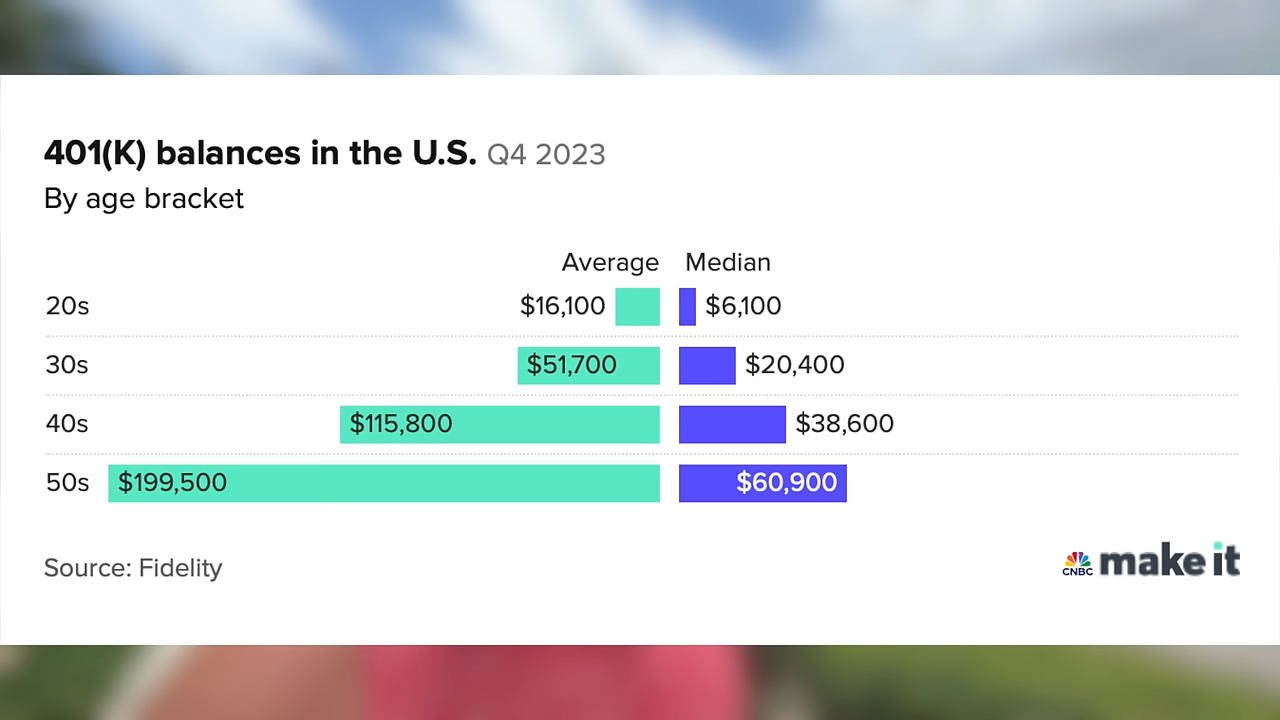 401(K) balances in the U.S. Q4 2023
By age bracket
Average Median
20s $16,100 $6,100
30s $51,700 $20,400
40s $115,800 $38,600
50s $199,500 $60,900
Source: Fidelity
CNBC make it